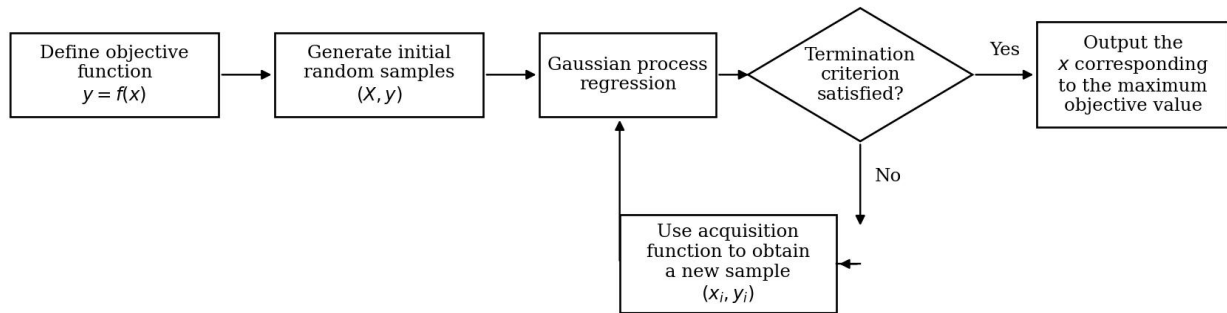 Define objective
function
y = f(x)
Generate initial
random samples
(X, y)
Gaussian process
regression
Termination
criterion
satisfied?
Yes
Output the
x corresponding
to the maximum
objective value
No
Use acquisition
function to obtain
a new sample
(xᵢ, yᵢ)